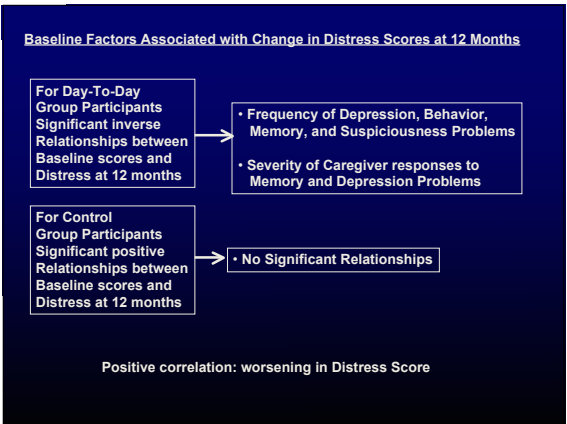 Baseline Factors Associated with Change in Distress Scores at 12 Months
For Day-To-Day
Group Participants
Significant inverse
Relationships between
Baseline scores and
Distress at 12 months
• Frequency of Depression, Behavior,
Memory, and Suspiciousness Problems
• Severity of Caregiver responses to
Memory and Depression Problems
For Control
Group Participants
Significant positive
Relationships between
Baseline scores and
Distress at 12 months
• No Significant Relationships
Positive correlation: worsening in Distress Score